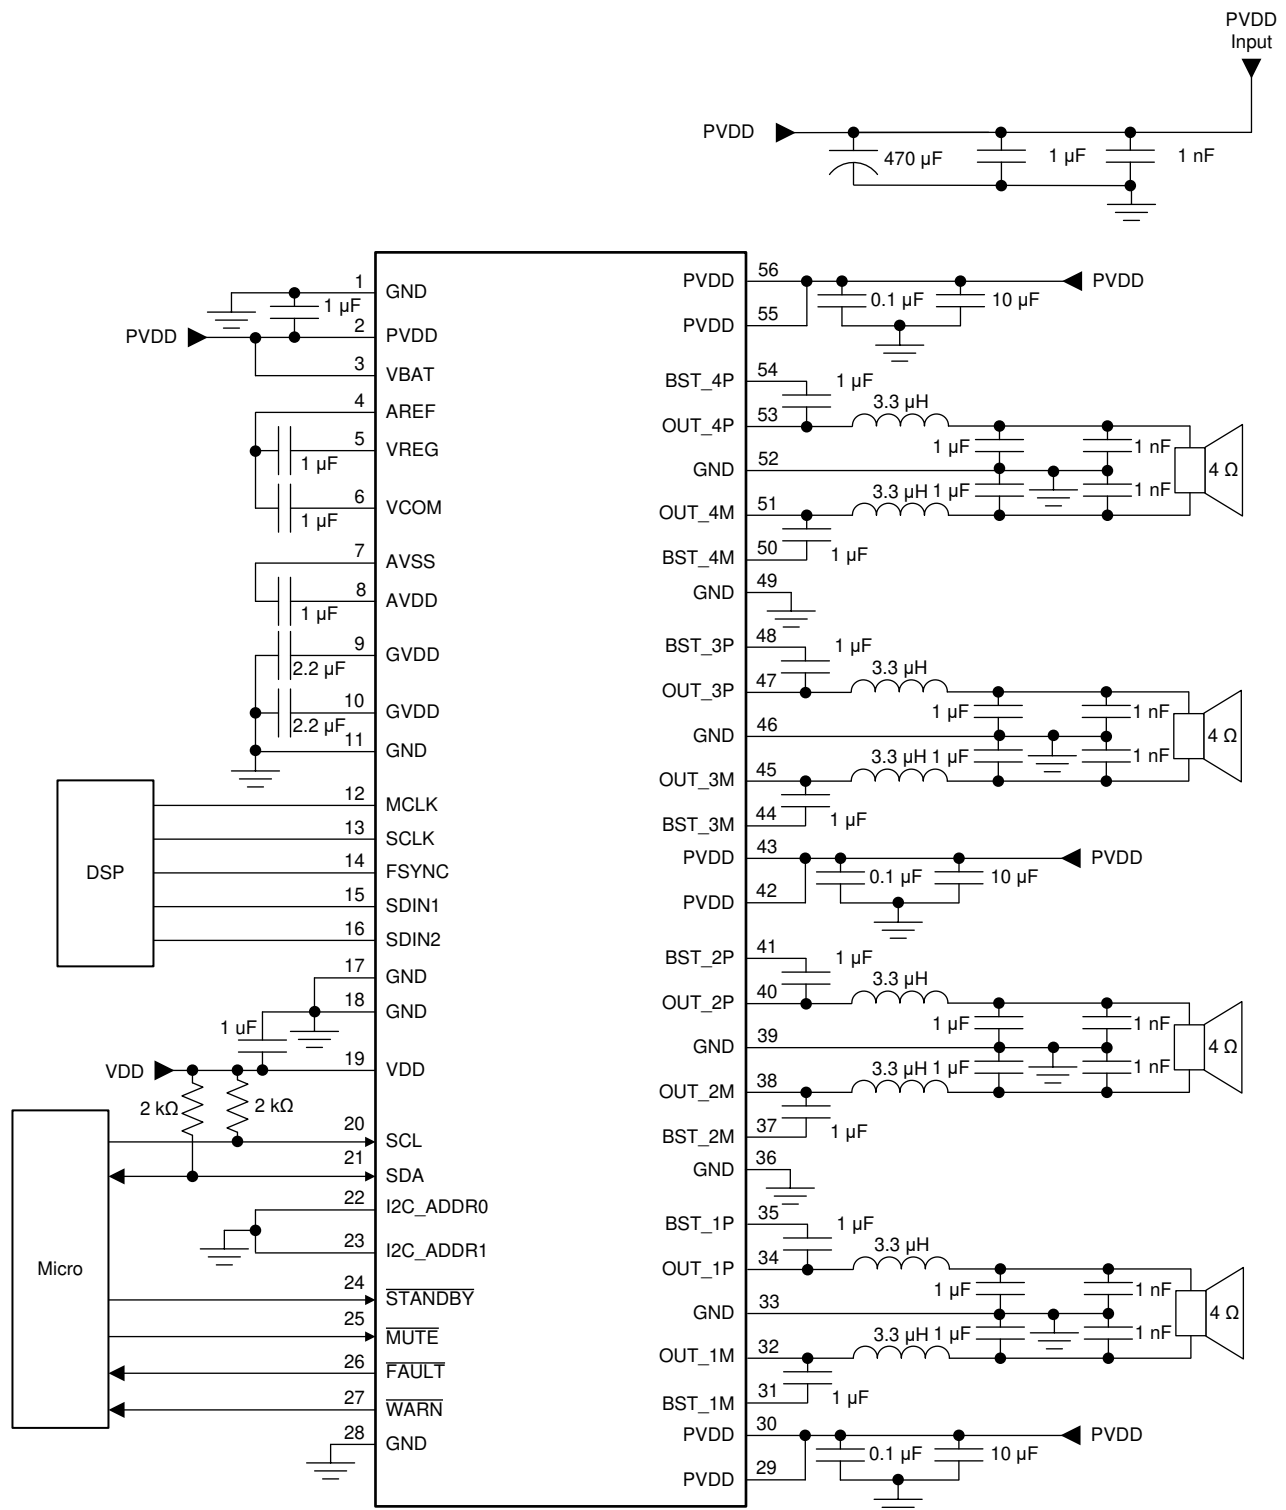 PVDD
Input
PVDD
470 µF
1 µF
1 nF
1
GND
1 µF
PVDD
2
PVDD
3
VBAT
4
AREF
5
VREG
1 µF
6
VCOM
1 µF
7
AVSS
8
AVDD
1 µF
9
GVDD
2.2 µF
10
GVDD
2.2 µF
11
GND
DSP
12
MCLK
13
SCLK
14
FSYNC
15
SDIN1
16
SDIN2
17
GND
18
GND
1 uF
VDD
19
VDD
2 kΩ
2 kΩ
Micro
20
SCL
21
SDA
22
I2C_ADDR0
23
I2C_ADDR1
24
STANDBY
25
MUTE
26
FAULT
27
WARN
28
GND
PVDD
56
PVDD
0.1 µF
10 µF
PVDD
55
BST_4P
54
1 µF
OUT_4P
53
3.3 µH
1 µF
1 nF
GND
52
4 Ω
3.3 µH
1 µF
1 nF
OUT_4M
51
BST_4M
50
1 µF
GND
49
BST_3P
48
1 µF
OUT_3P
47
3.3 µH
1 µF
1 nF
GND
46
4 Ω
3.3 µH
1 µF
1 nF
OUT_3M
45
BST_3M
44
1 µF
PVDD
43
PVDD
0.1 µF
10 µF
PVDD
42
BST_2P
41
1 µF
OUT_2P
40
3.3 µH
1 µF
1 nF
GND
39
4 Ω
3.3 µH
1 µF
1 nF
OUT_2M
38
BST_2M
37
1 µF
GND
36
BST_1P
35
1 µF
OUT_1P
34
3.3 µH
1 µF
1 nF
GND
33
4 Ω
3.3 µH
1 µF
1 nF
OUT_1M
32
BST_1M
31
1 µF
PVDD
30
PVDD
0.1 µF
10 µF
PVDD
29